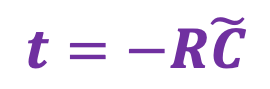 t = −RC̃